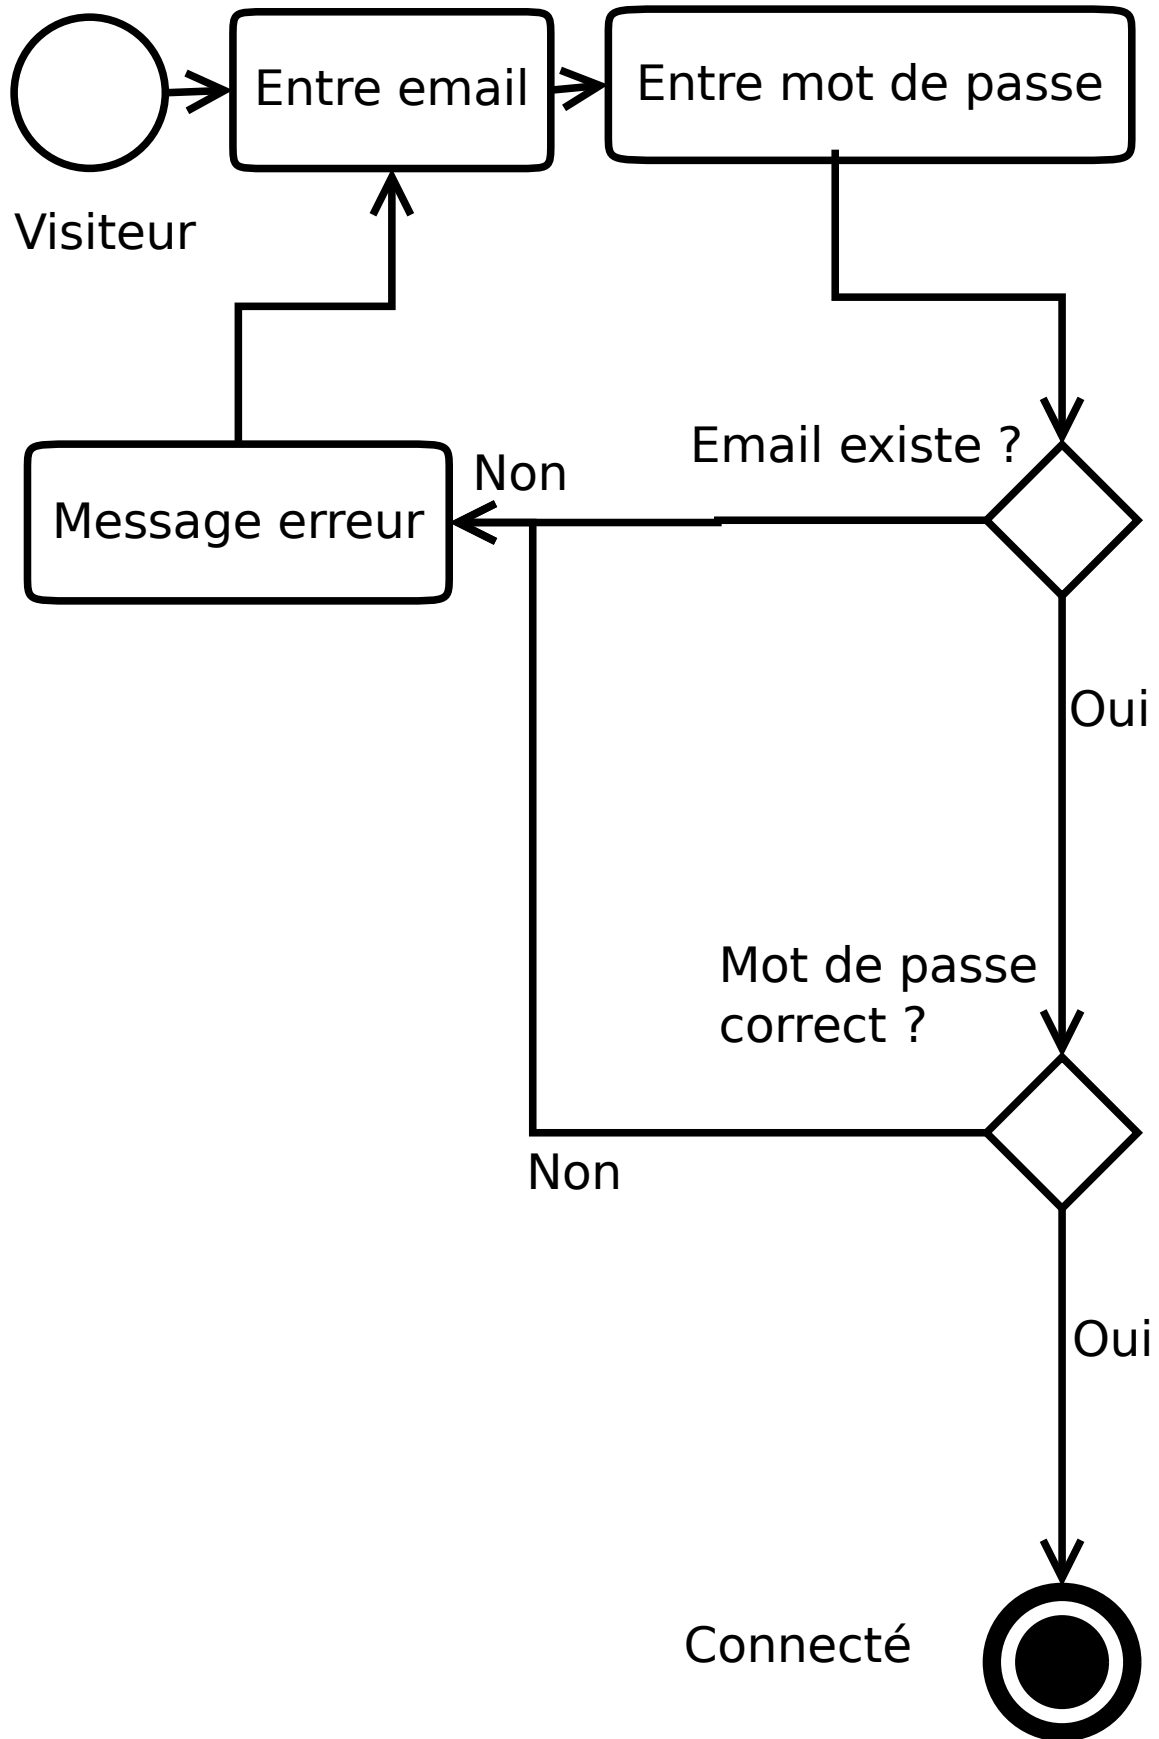 Entre email
Entre mot de passe
Visiteur
Email existe ?
Non
Message erreur
Oui
Mot de passe
correct ?
Non
Oui
Connecté